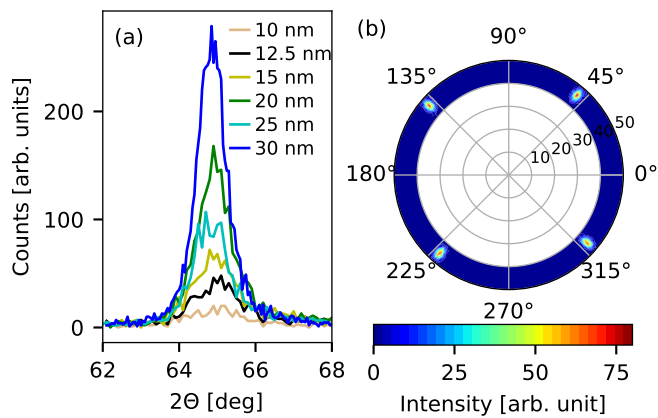 (a)
10 nm
12.5 nm
15 nm
20 nm
25 nm
30 nm
200
100
0
Counts [arb. units]
62 64 66 68
2Θ [deg]
(b)
90°
135° 45°
50
40
30
20
10
180° 0°
225° 315°
270°
0 25 50 75
Intensity [arb. unit]